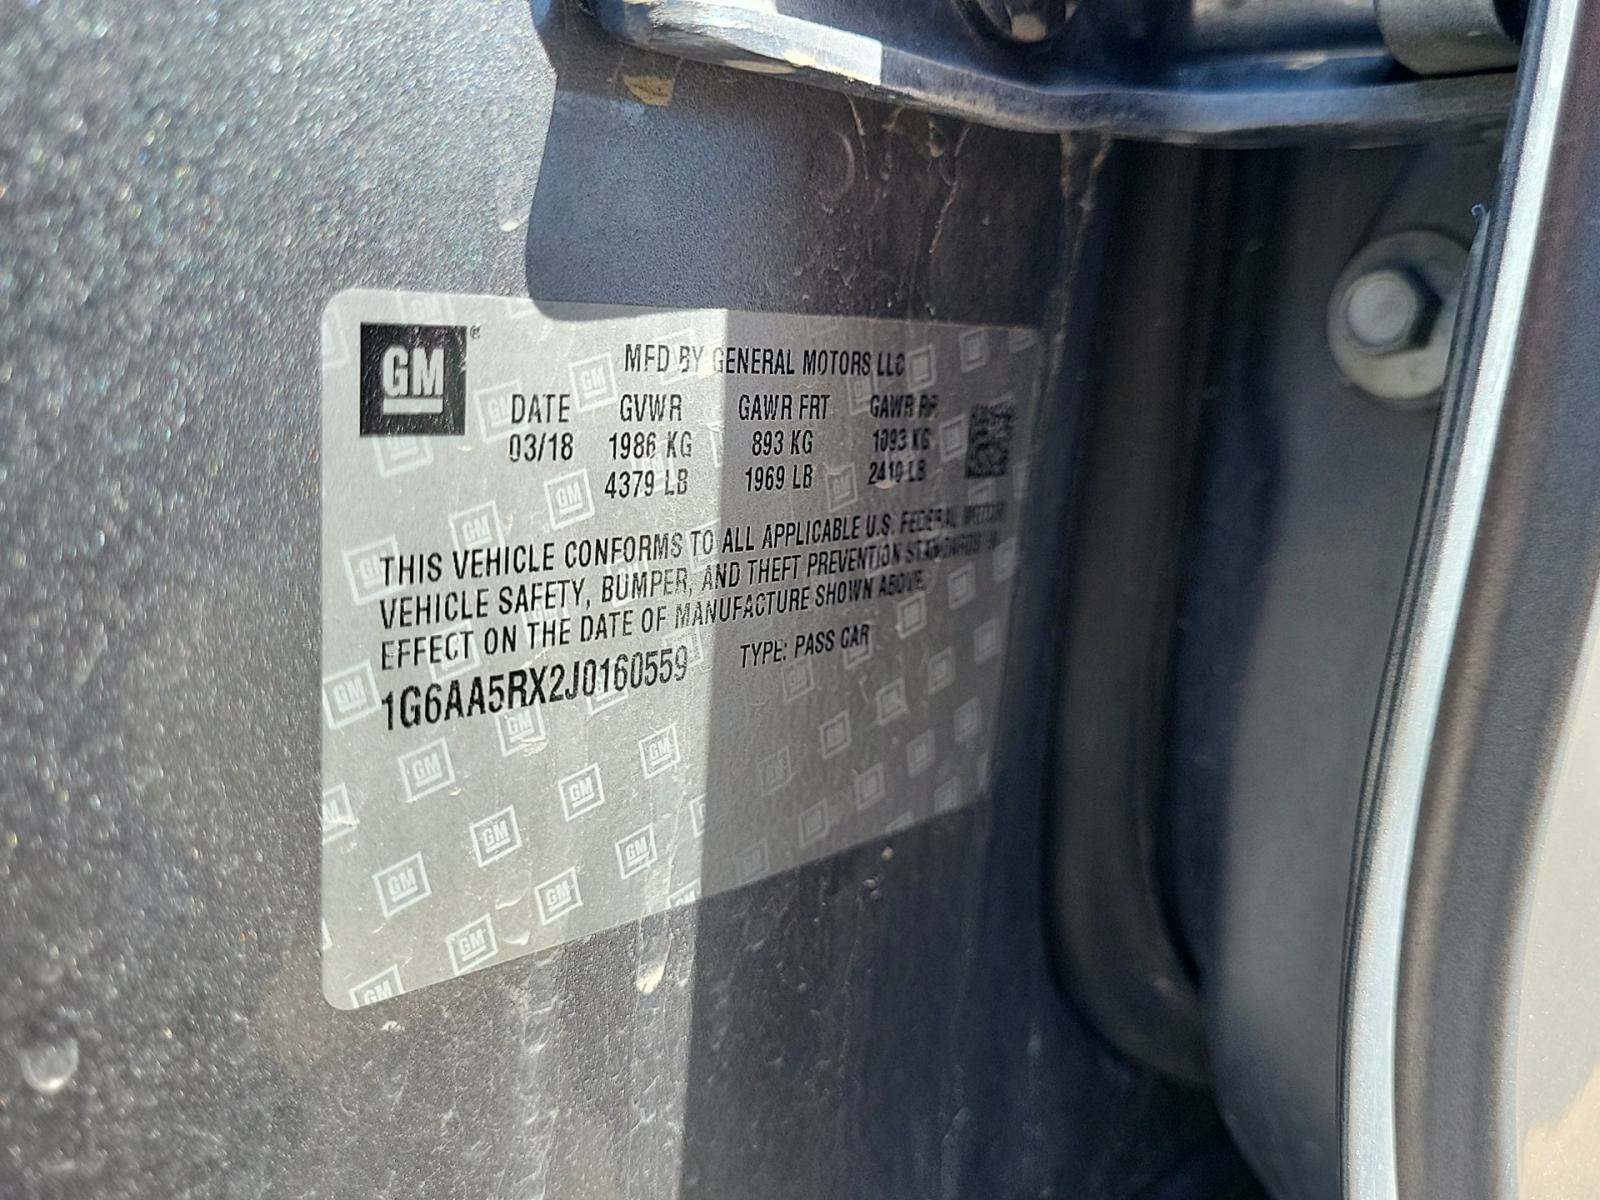 GM®
MFD BY GENERAL MOTORS LLC
DATE GVWR GAWR FRT GAWR RR
03/18 1986 KG 893 KG 1093 KG
4379 LB 1969 LB 2410 LB
THIS VEHICLE CONFORMS TO ALL APPLICABLE U.S. FEDERAL MOTOR
VEHICLE SAFETY, BUMPER, AND THEFT PREVENTION STANDARDS IN
EFFECT ON THE DATE OF MANUFACTURE SHOWN ABOVE.
1G6AA5RX2J0160559 TYPE: PASS CAR